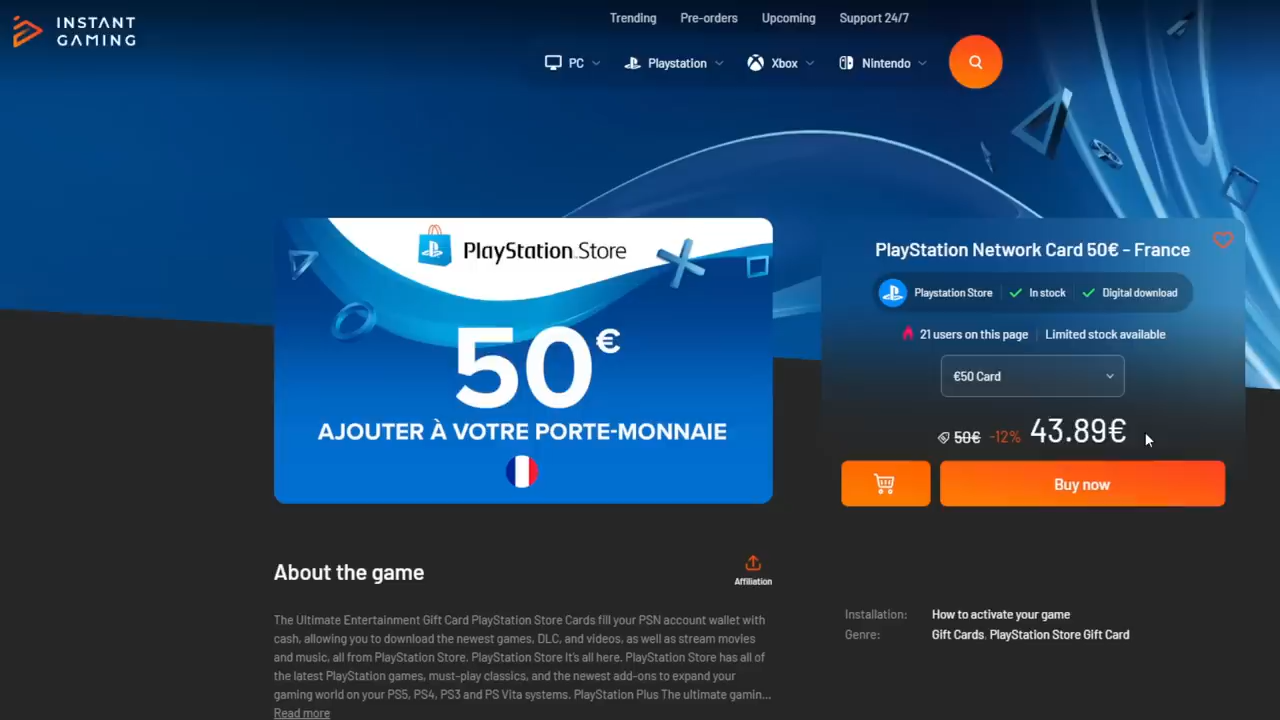 INSTANT
GAMING
Trending
Pre-orders
Upcoming
Support 24/7
PC
Playstation
Xbox
Nintendo
PlayStation Store
50€
AJOUTER À VOTRE PORTE-MONNAIE
PlayStation Network Card 50€ - France
Playstation Store
In stock
Digital download
21 users on this page
Limited stock available
€50 Card
50€ -12% 43.89€
Buy now
About the game
Affiliation
The Ultimate Entertainment Gift Card PlayStation Store Cards fill your PSN account wallet with
cash, allowing you to download the newest games, DLC, and videos, as well as stream movies
and music, all from PlayStation Store. PlayStation Store It's all here. PlayStation Store has all of
the latest PlayStation games, must-play classics, and the newest add-ons to expand your
gaming world on your PS5, PS4, PS3 and PS Vita systems. PlayStation Plus The ultimate gamin...
Read more
Installation: How to activate your game
Genre: Gift Cards, PlayStation Store Gift Card